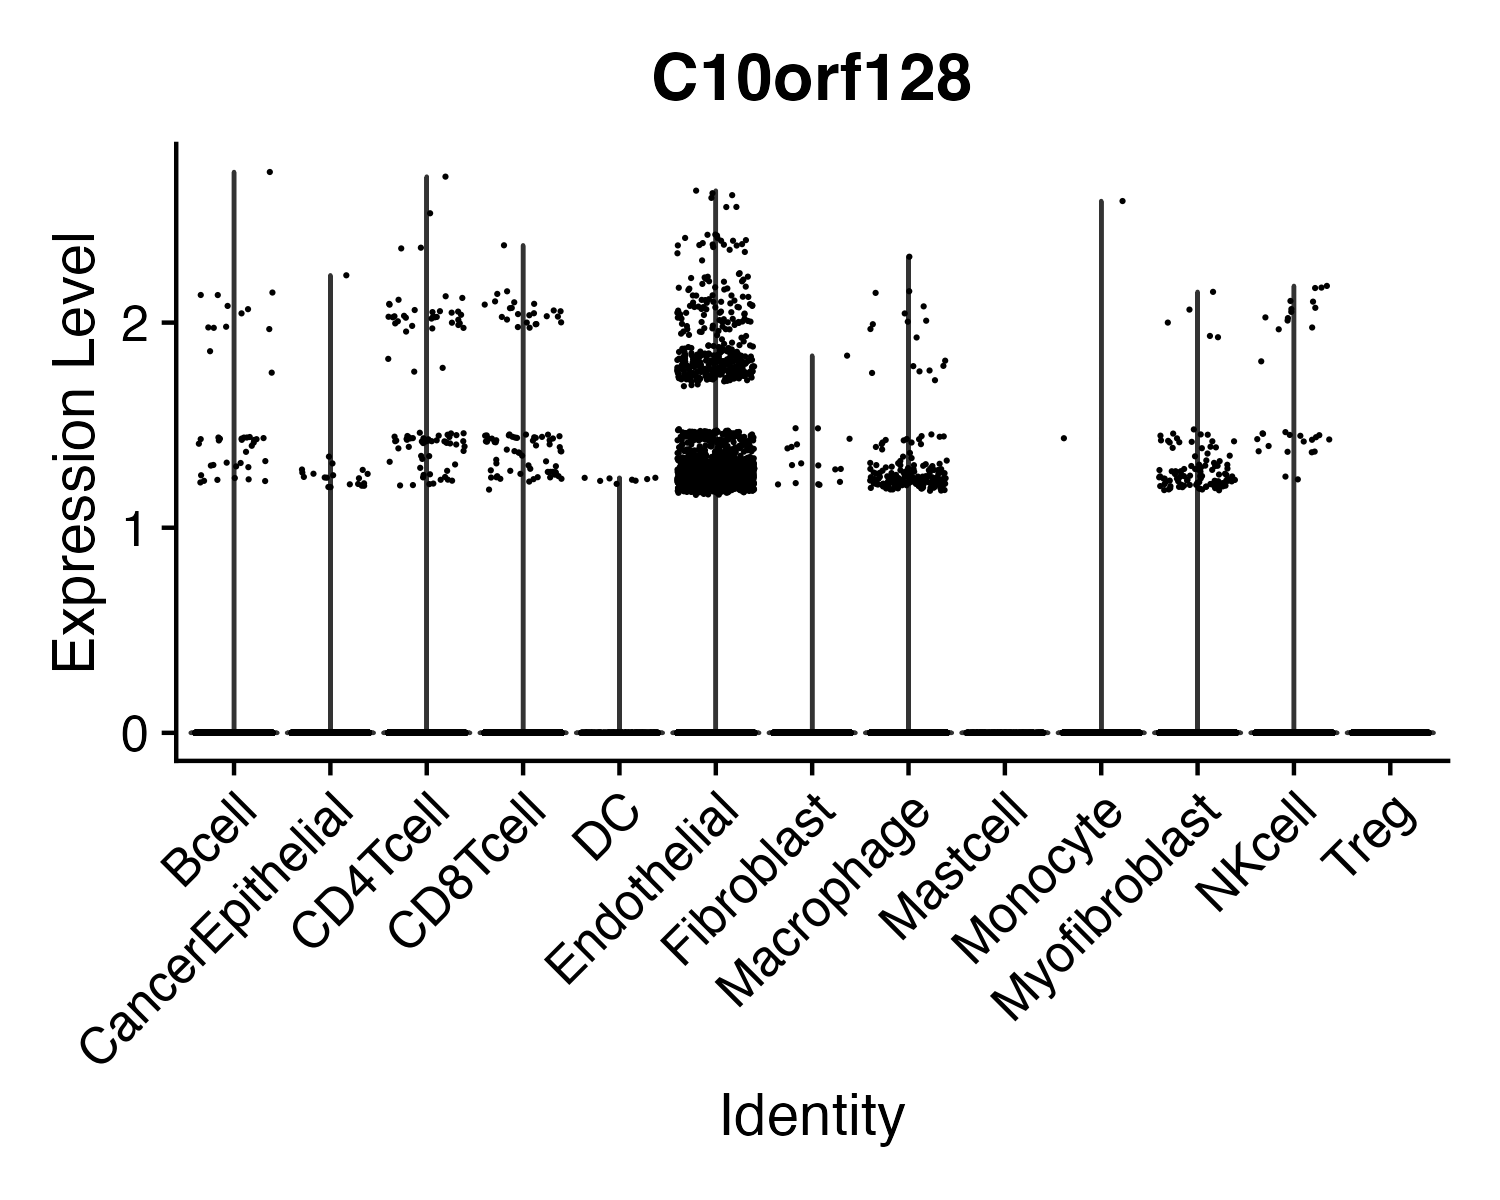 C10orf128
Expression Level
2
1
0
Bcell
CancerEpithelial
CD4Tcell
CD8Tcell
DC
Endothelial
Fibroblast
Macrophage
Mastcell
Monocyte
Myofibroblast
NKcell
Treg
Identity